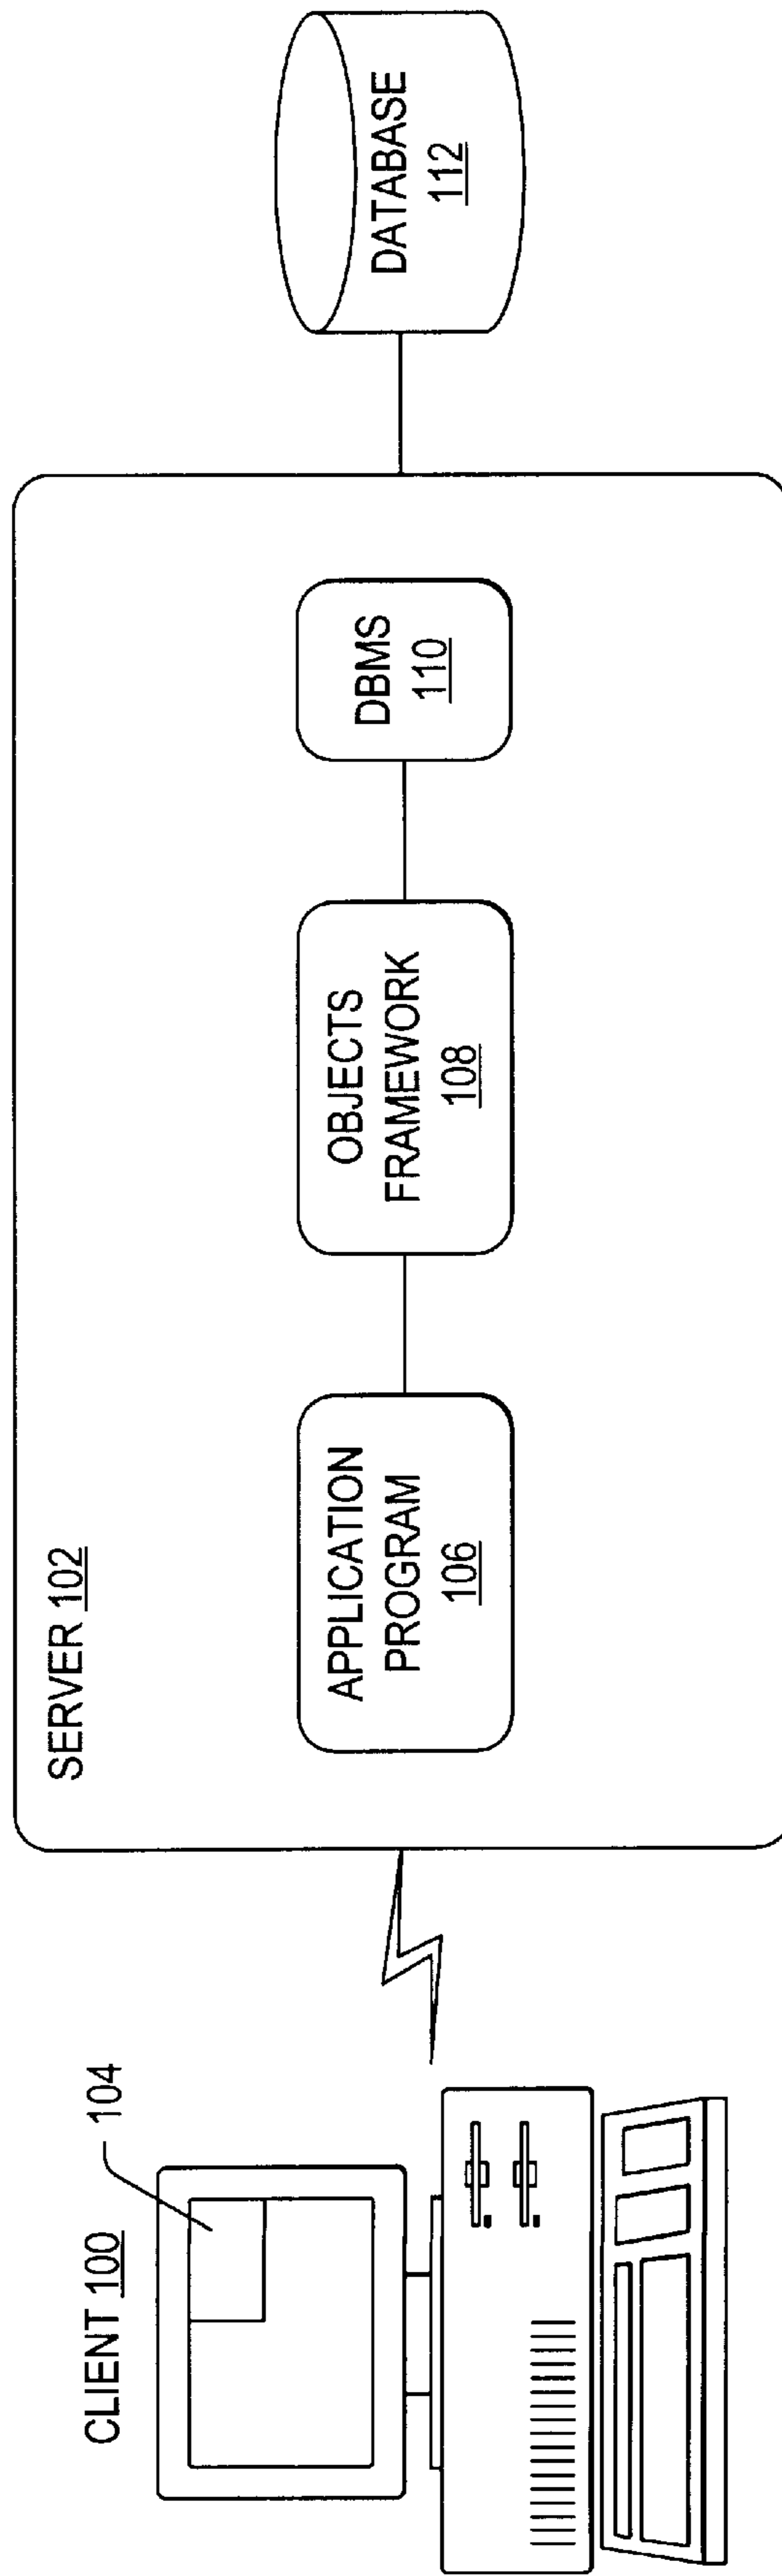 CLIENT 100
104
SERVER 102
APPLICATION
PROGRAM
106
OBJECTS
FRAMEWORK
108
DBMS
110
DATABASE
112